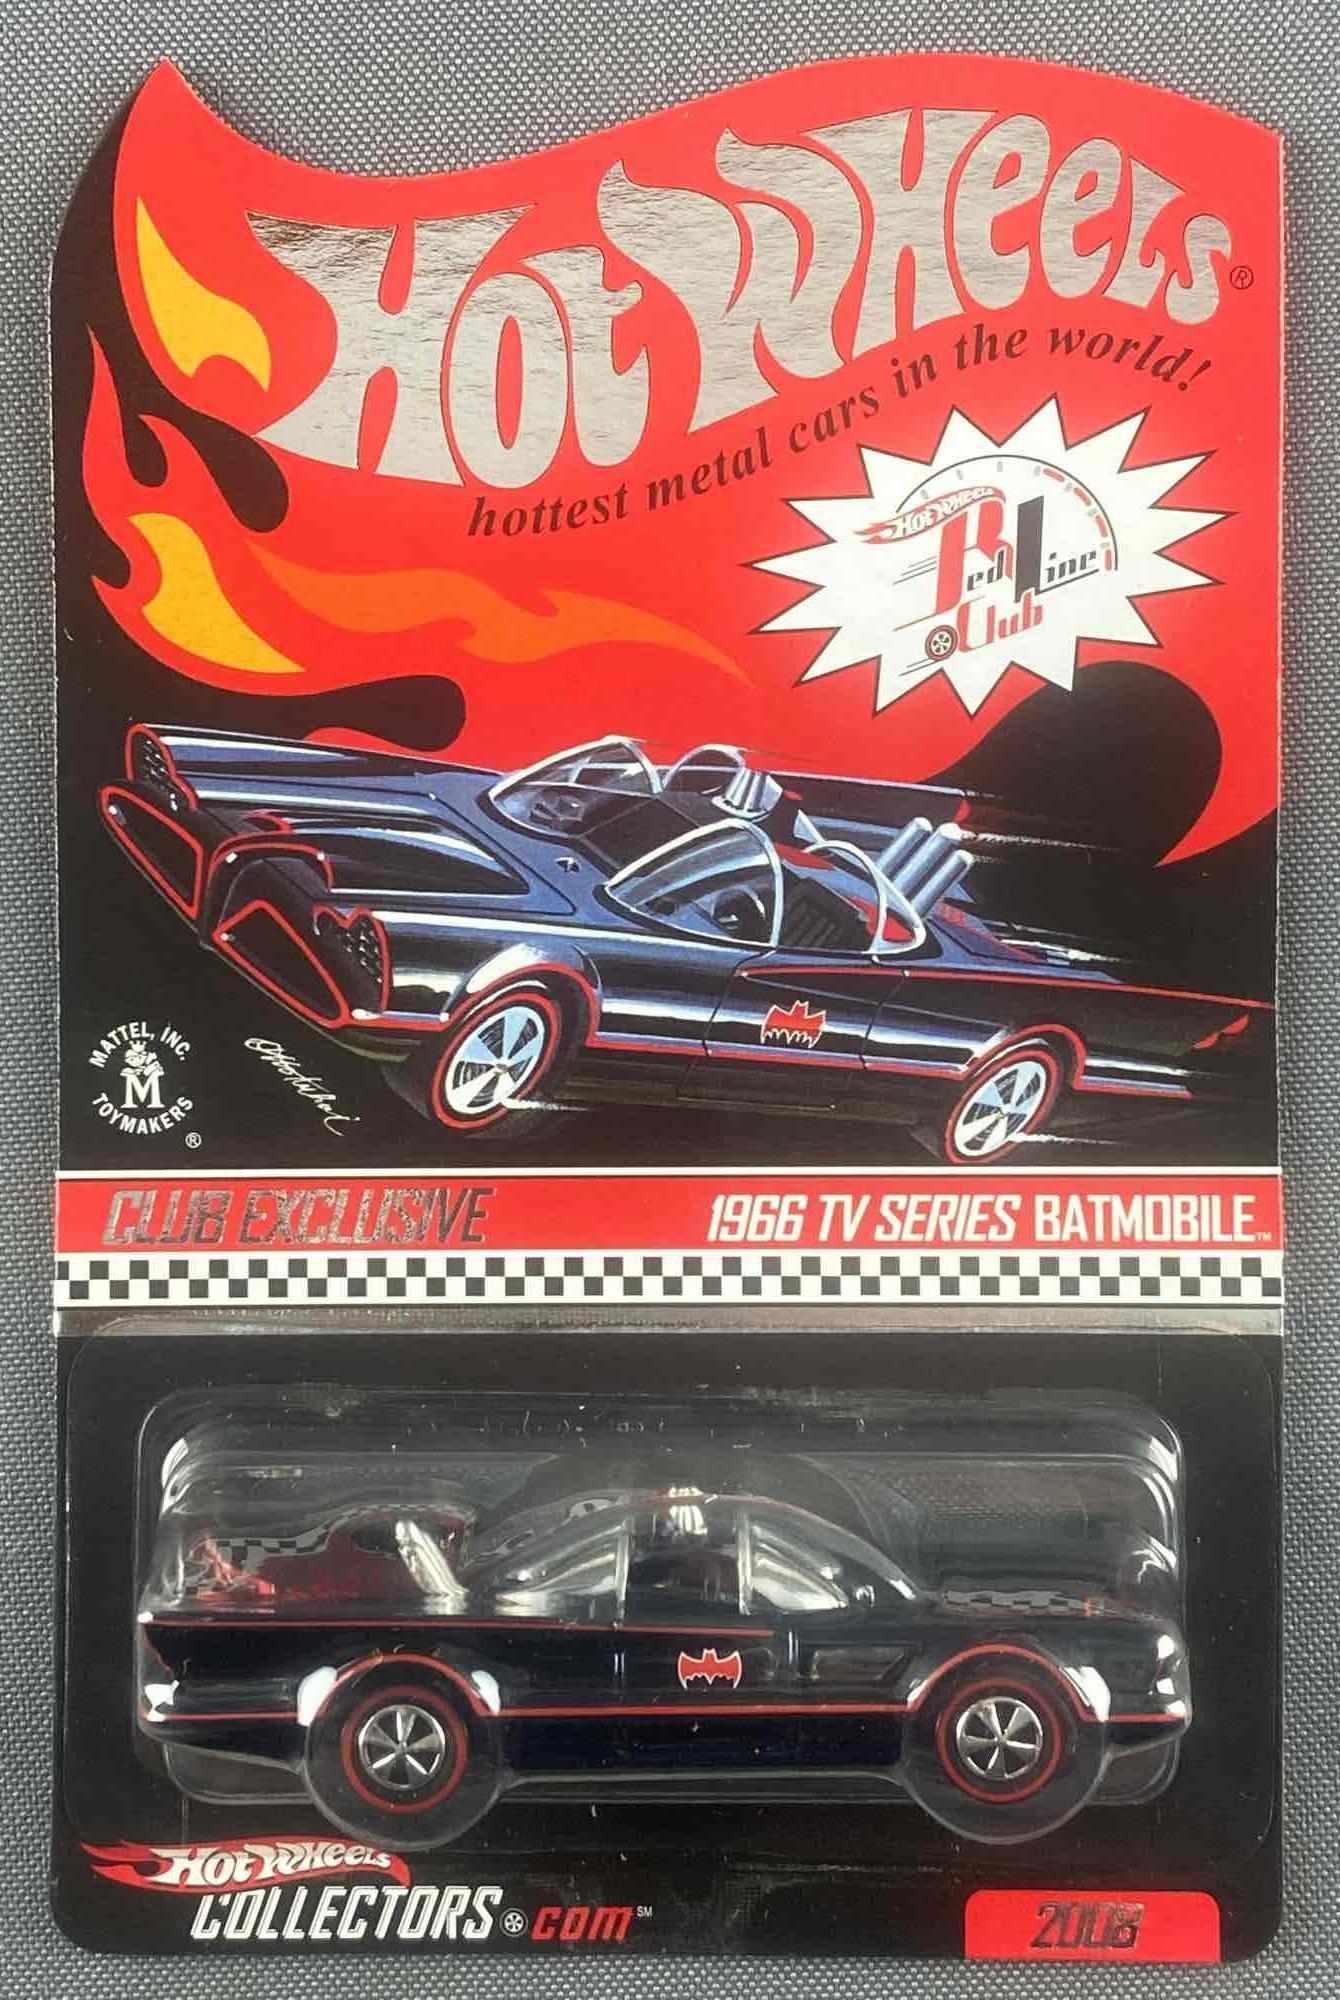 Hot Wheels®
hottest metal cars in the world!
Hot Wheels
Red Line
Club
MATTEL, INC.
M
TOYMAKERS
®
CLUB EXCLUSIVE
1966 TV SERIES BATMOBILE™
Hot Wheels
COLLECTORS.com℠
2008